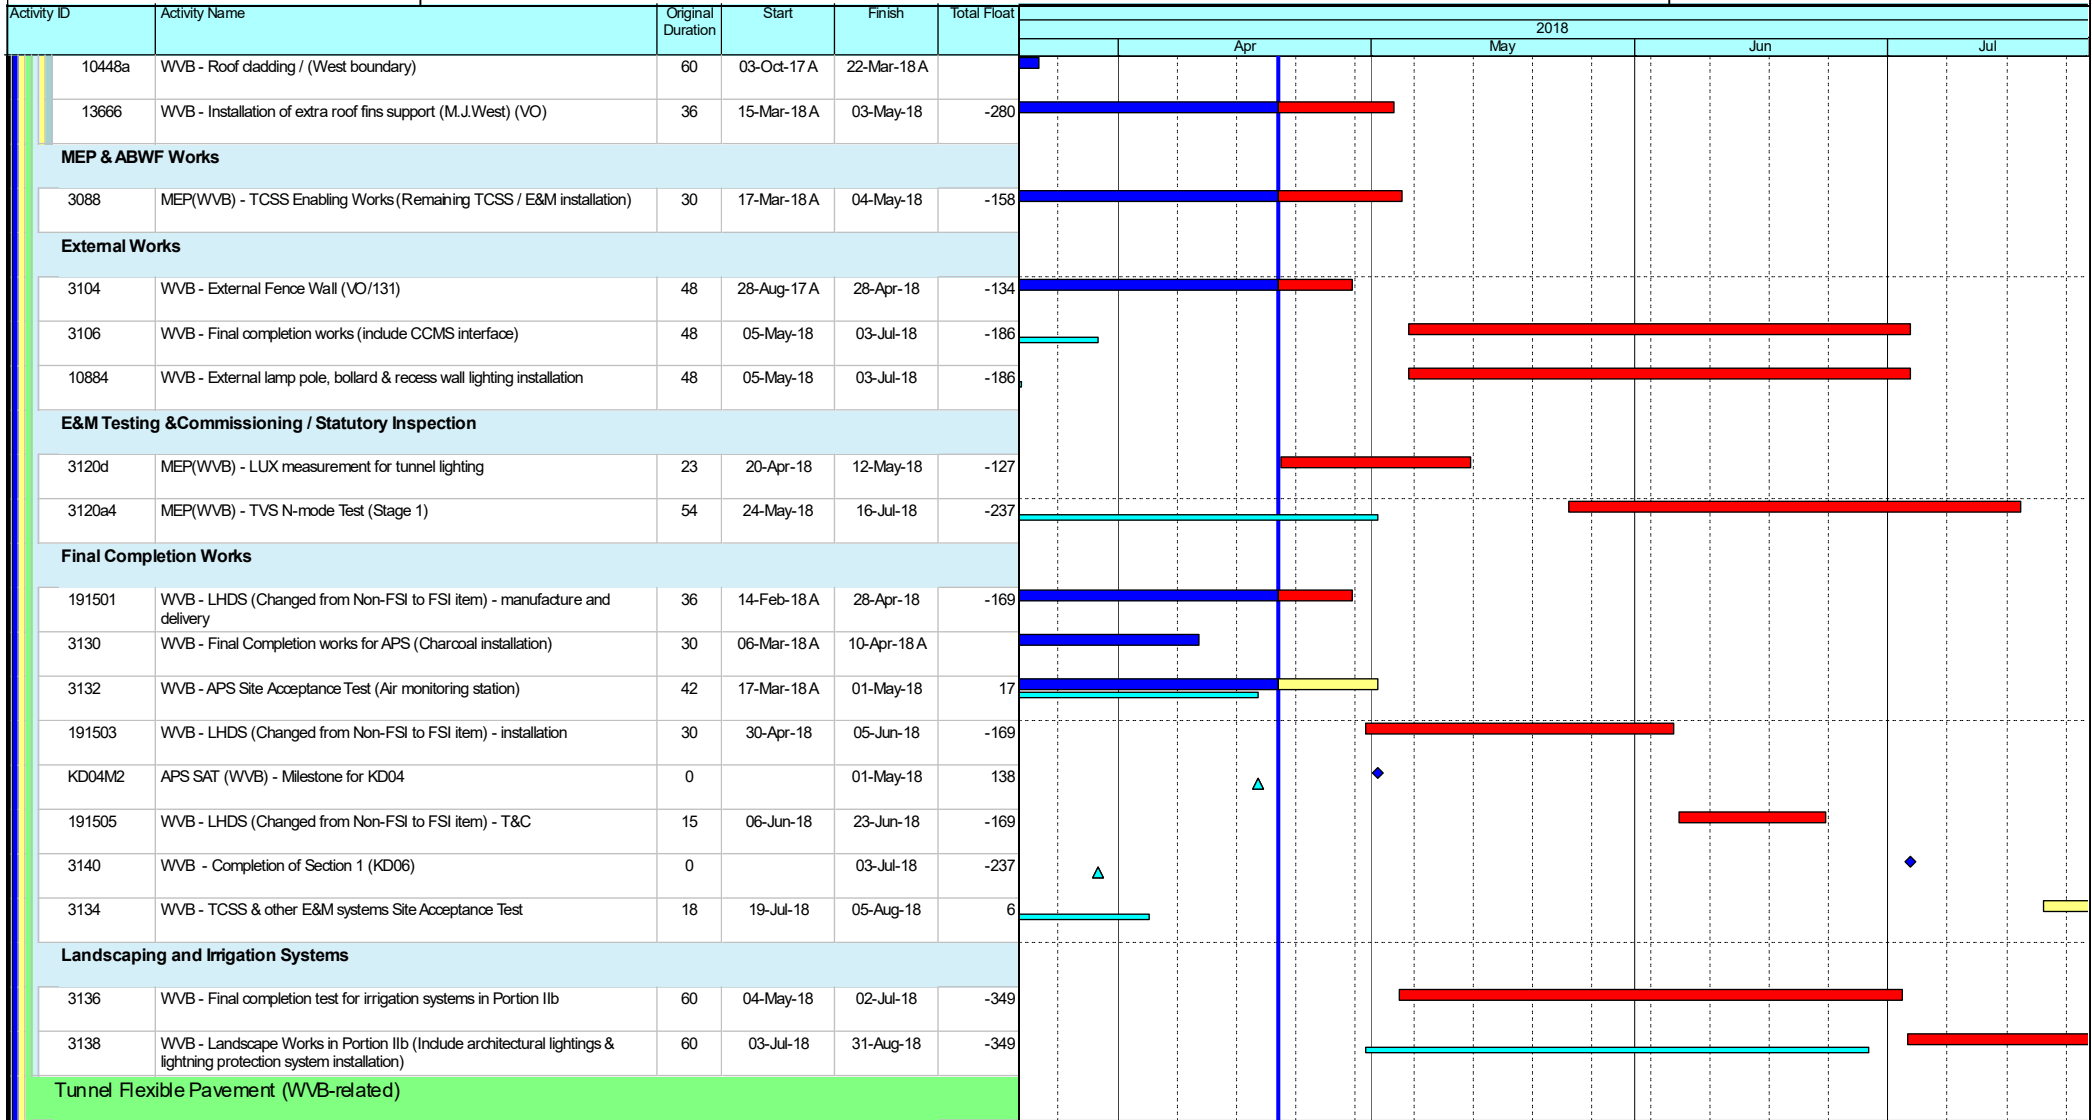 Activity ID Activity Name Original Duration Start Finish Total Float
2018
Apr May Jun Jul
10448a WVB - Roof cladding / (West boundary) 60 03-Oct-17 A 22-Mar-18 A
13666 WVB - Installation of extra roof fins support (M.J.West) (VO) 36 15-Mar-18 A 03-May-18 -280
MEP & ABWF Works
3088 MEP(WVB) - TCSS Enabling Works (Remaining TCSS / E&M installation) 30 17-Mar-18 A 04-May-18 -158
External Works
3104 WVB - External Fence Wall (VO/131) 48 28-Aug-17 A 28-Apr-18 -134
3106 WVB - Final completion works (include CCMS interface) 48 05-May-18 03-Jul-18 -186
10884 WVB - External lamp pole, bollard & recess wall lighting installation 48 05-May-18 03-Jul-18 -186
E&M Testing &Commissioning / Statutory Inspection
3120d MEP(WVB) - LUX measurement for tunnel lighting 23 20-Apr-18 12-May-18 -127
3120a4 MEP(WVB) - TVS N-mode Test (Stage 1) 54 24-May-18 16-Jul-18 -237
Final Completion Works
191501 WVB - LHDS (Changed from Non-FSI to FSI item) - manufacture and 36 14-Feb-18 A 28-Apr-18 -169
delivery
3130 WVB - Final Completion works for APS (Charcoal installation) 30 06-Mar-18 A 10-Apr-18 A
3132 WVB - APS Site Acceptance Test (Air monitoring station) 42 17-Mar-18 A 01-May-18 17
191503 WVB - LHDS (Changed from Non-FSI to FSI item) - installation 30 30-Apr-18 05-Jun-18 -169
KD04M2 APS SAT (WVB) - Milestone for KD04 0 01-May-18 138
191505 WVB - LHDS (Changed from Non-FSI to FSI item) - T&C 15 06-Jun-18 23-Jun-18 -169
3140 WVB - Completion of Section 1 (KD06) 0 03-Jul-18 -237
3134 WVB - TCSS & other E&M systems Site Acceptance Test 18 19-Jul-18 05-Aug-18 6
Landscaping and Irrigation Systems
3136 WVB - Final completion test for irrigation systems in Portion IIb 60 04-May-18 02-Jul-18 -349
3138 WVB - Landscape Works in Portion IIb (Include architectural lightings & 60 03-Jul-18 31-Aug-18 -349
lightning protection system installation)
Tunnel Flexible Pavement (WVB-related)